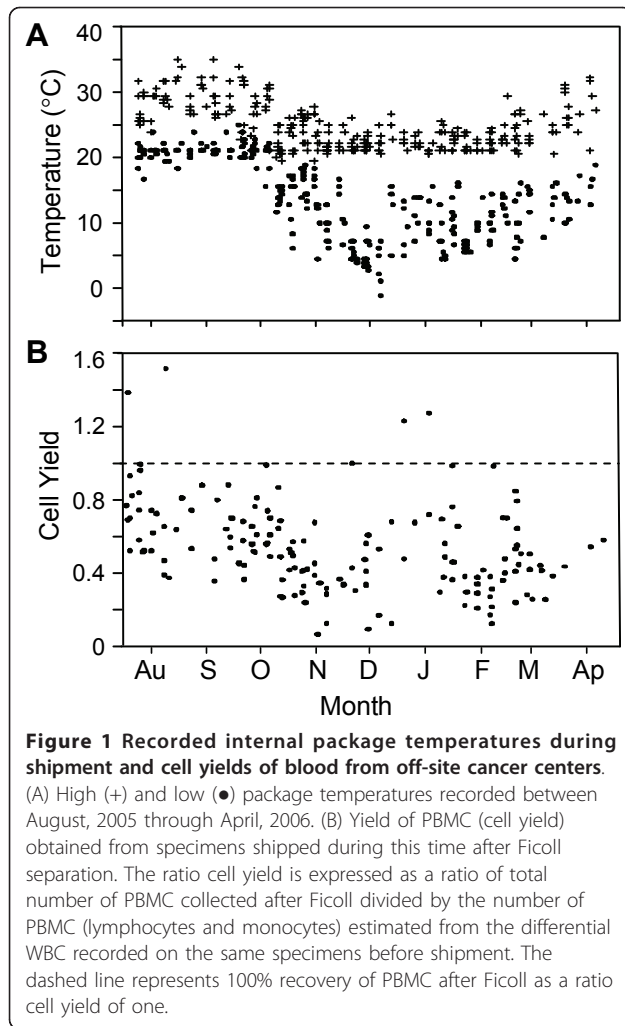 A
Temperature (°C)
40
30
20
10
0
B
Cell Yield
1.6
1.2
0.8
0.4
0
Au S O N D J F M Ap
Month
Figure 1 Recorded internal package temperatures during
shipment and cell yields of blood from off-site cancer centers.
(A) High (+) and low (●) package temperatures recorded between
August, 2005 through April, 2006. (B) Yield of PBMC (cell yield)
obtained from specimens shipped during this time after Ficoll
separation. The ratio cell yield is expressed as a ratio of total
number of PBMC collected after Ficoll divided by the number of
PBMC (lymphocytes and monocytes) estimated from the differential
WBC recorded on the same specimens before shipment. The
dashed line represents 100% recovery of PBMC after Ficoll as a ratio
cell yield of one.